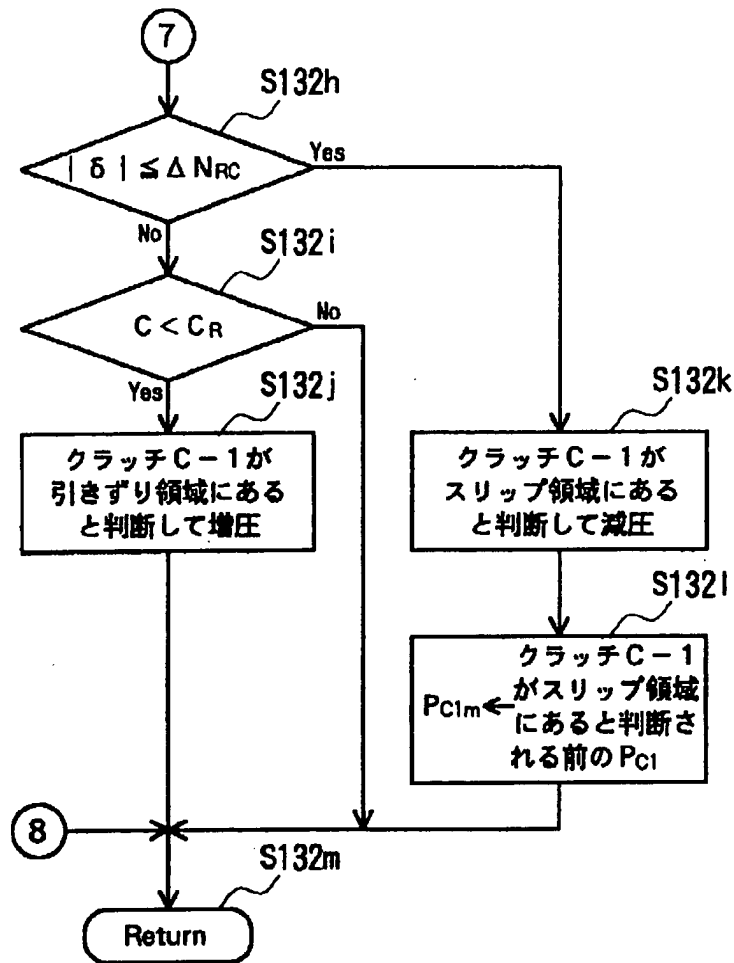 7
S132h
| δ | ≦ Δ NRC
Yes
No
S132i
C < CR
No
Yes
S132j
クラッチC-1が
引きずり領域にある
と判断して増圧
S132k
クラッチC-1が
スリップ領域にある
と判断して減圧
S132l
PC1m←
クラッチC-1
がスリップ領域
にあると判断さ
れる前のPC1
8
S132m
Return